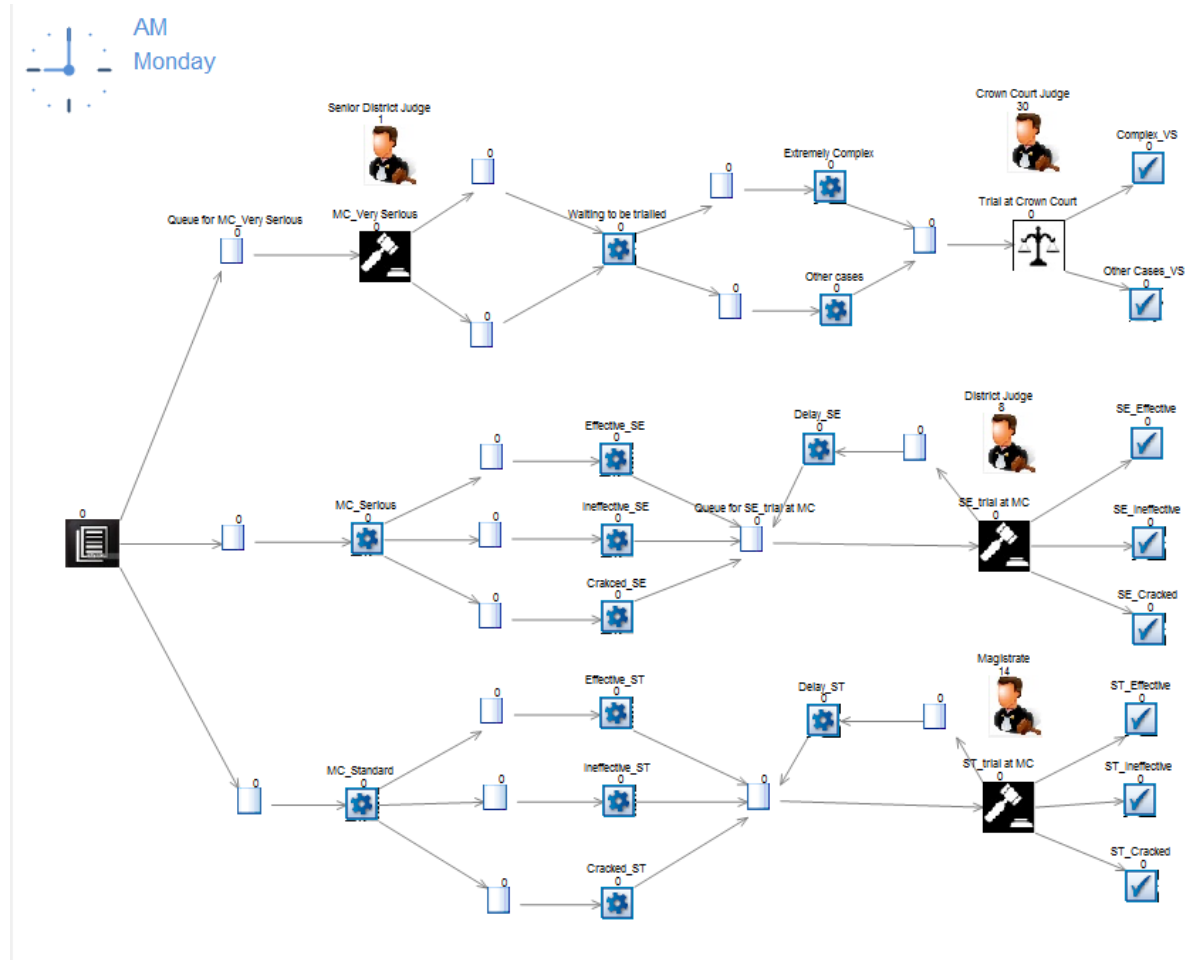 AM
Monday
Senior District Judge
1
Crown Court Judge
30
Complex_VS
0
0
Extremely Complex
0
0
Queue for MC_Very Serious
0
MC_Very Serious
0
Waiting to be trialled
0
0
Trial at Crown Court
0
Other cases
0
Other Cases_VS
0
0
0
District Judge
8
SE_Effective
0
Effective_SE
0
0
Delay_SE
0
0
MC_Serious
0
Ineffective_SE
0
0
Queue for SE_trial at MC
0
SE_trial at MC
0
SE_Ineffective
0
0
0
Crakced_SE
0
0
SE_Cracked
0
Magistrate
14
Effective_ST
0
0
Delay_ST
0
0
ST_Effective
0
MC_Standard
0
0
Ineffective_ST
0
0
0
ST_trial at MC
0
ST_Ineffective
0
Cracked_ST
0
0
ST_Cracked
0